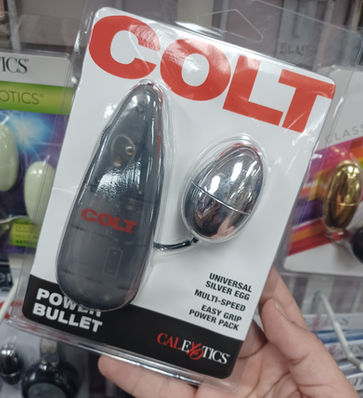 COLT
COLT
POWER
BULLET
UNIVERSAL
SILVER EGG
MULTI-SPEED
EASY GRIP
POWER PACK
CALEXOTICS